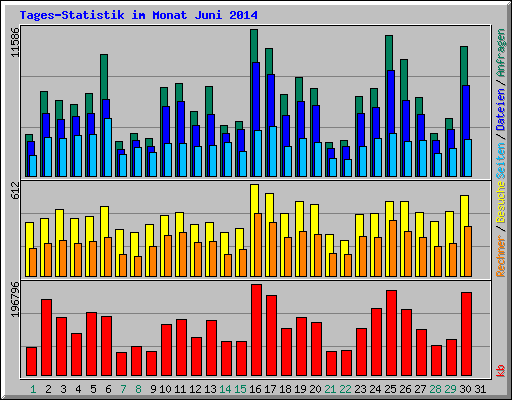 Tages-Statistik im Monat Juni 2014
11586
612
196796
Rechner / Besuche Seiten / Dateien / Anfragen
kb
1 2 3 4 5 6 7 8 9 10 11 12 13 14 15 16 17 18 19 20 21 22 23 24 25 26 27 28 29 30 31